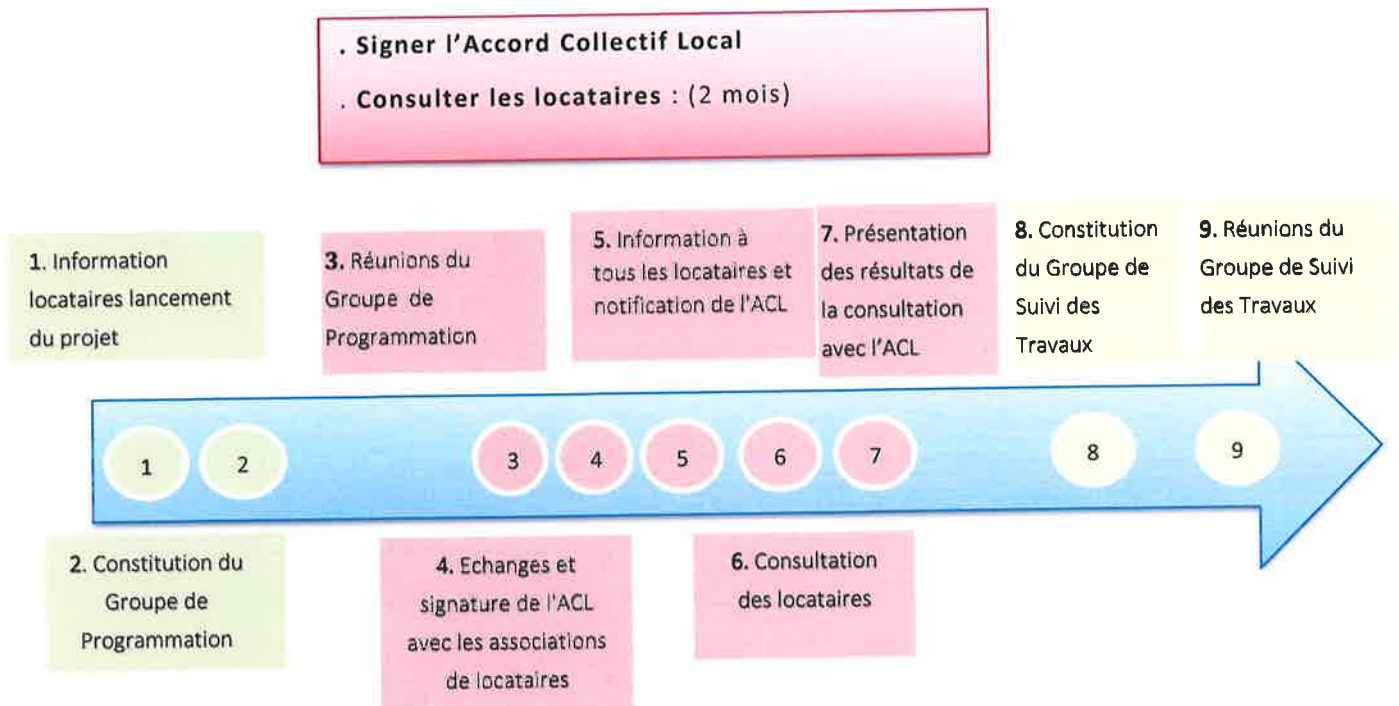 . Signer l'Accord Collectif Local
. Consulter les locataires : (2 mois)
1. Information
locataires lancement
du projet
3. Réunions du
Groupe de
Programmation
5. Information à
tous les locataires et
notification de l'ACL
7. Présentation
des résultats de
la consultation
avec l'ACL
8. Constitution
du Groupe de
Suivi des
Travaux
9. Réunions du
Groupe de Suivi
des Travaux
1
2
3
4
5
6
7
8
9
2. Constitution du
Groupe de
Programmation
4. Echanges et
signature de l'ACL
avec les associations
de locataires
6. Consultation
des locataires